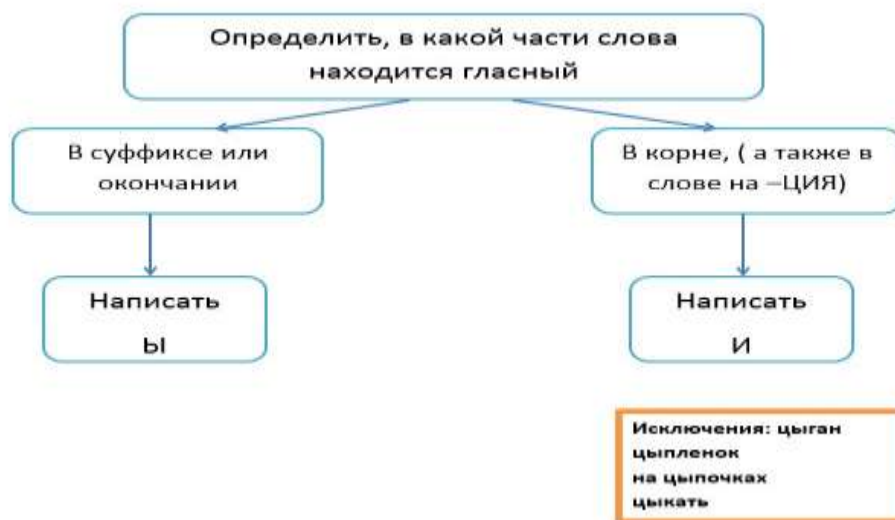 Определить, в какой части слова
находится гласный
В суффиксе или
окончании
В корне, ( а также в
слове на –ЦИЯ)
Написать
Ы
Написать
И
Исключения: цыган
цыпленок
на цыпочках
цыкать